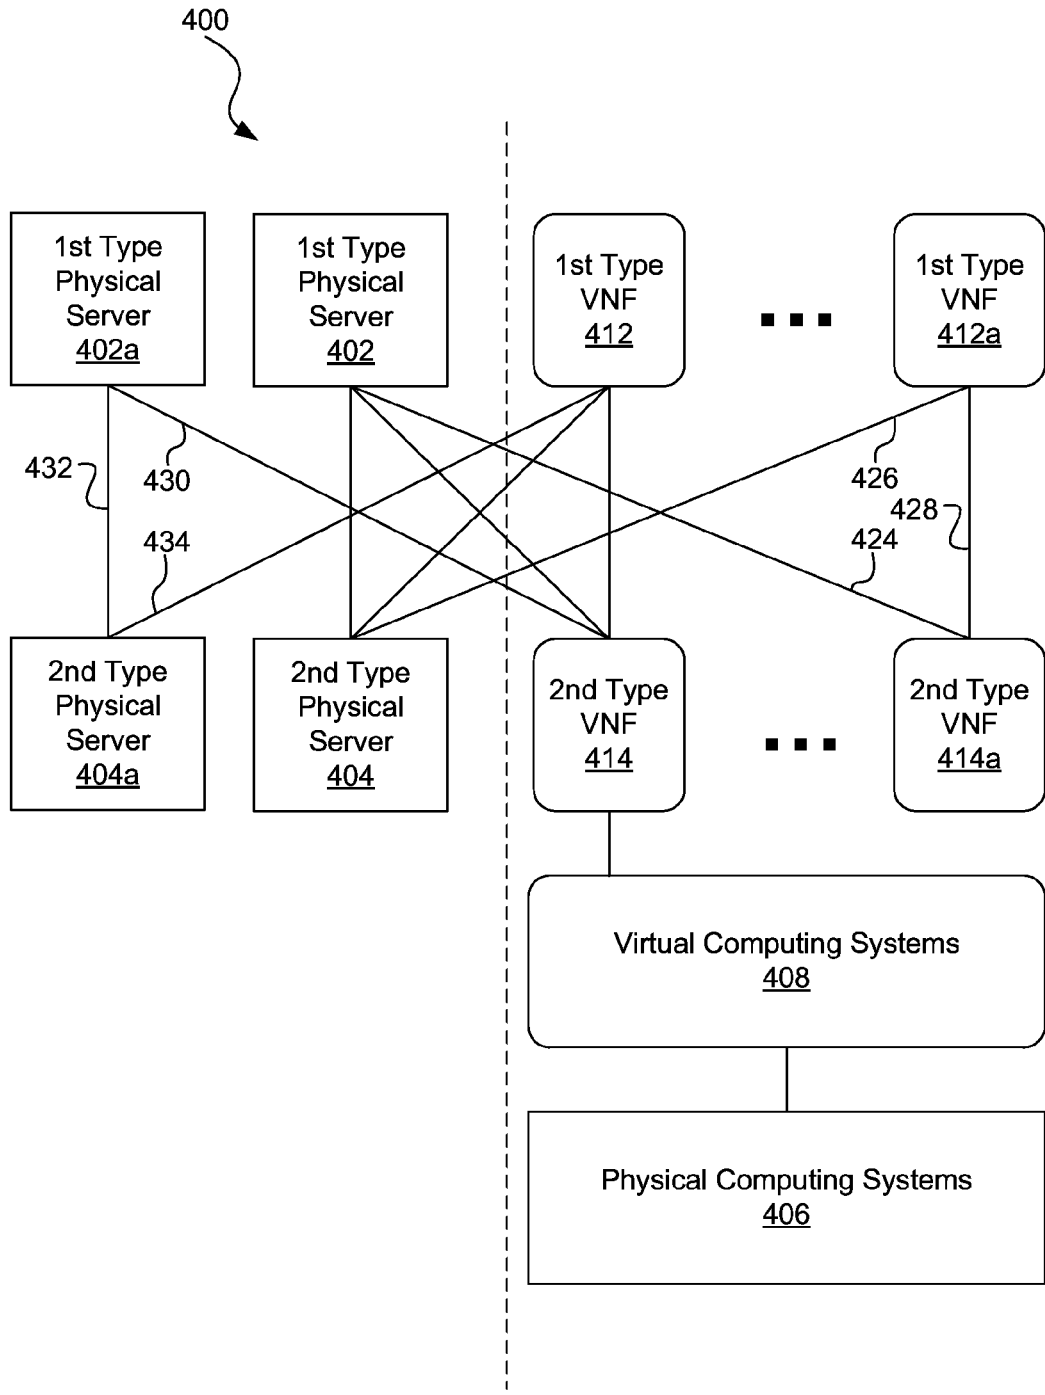 400
1st Type
Physical
Server
402a
1st Type
Physical
Server
402
1st Type
VNF
412
1st Type
VNF
412a
432
430
434
426
428
424
2nd Type
Physical
Server
404a
2nd Type
Physical
Server
404
2nd Type
VNF
414
2nd Type
VNF
414a
Virtual Computing Systems
408
Physical Computing Systems
406